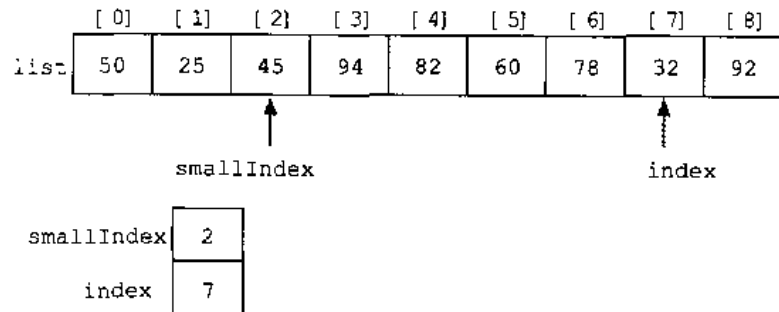 [ 0] [ 1] [ 2] [ 3] [ 4] [ 5] [ 6] [ 7] [ 8]
list 50 25 45 94 82 60 78 32 92
smallIndex index
smallIndex 2
index 7